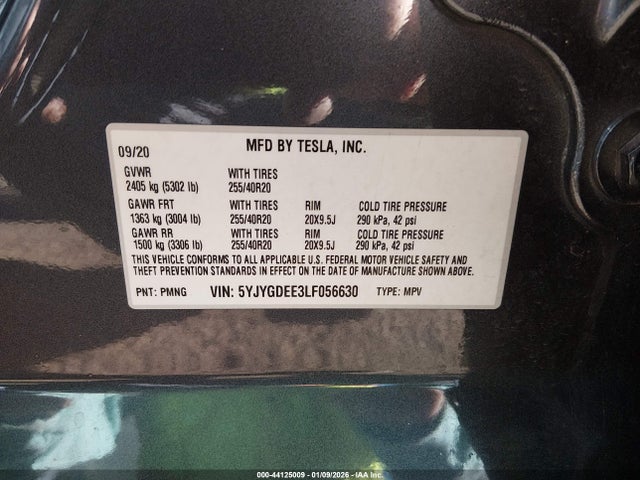 MFD BY TESLA, INC.
09/20
GVWR WITH TIRES
2405 kg (5302 lb) 255/40R20
GAWR FRT WITH TIRES RIM COLD TIRE PRESSURE
1363 kg (3004 lb) 255/40R20 20X9.5J 290 kPa, 42 psi
GAWR RR WITH TIRES RIM COLD TIRE PRESSURE
1500 kg (3306 lb) 255/40R20 20X9.5J 290 kPa, 42 psi
THIS VEHICLE CONFORMS TO ALL APPLICABLE U.S. FEDERAL MOTOR VEHICLE SAFETY AND
THEFT PREVENTION STANDARDS IN EFFECT ON THE DATE OF MANUFACTURE SHOWN ABOVE.
PNT: PMNG VIN: 5YJYGDEE3LF056630 TYPE: MPV
000-44125009 - 01/09/2026 - IAA Inc.